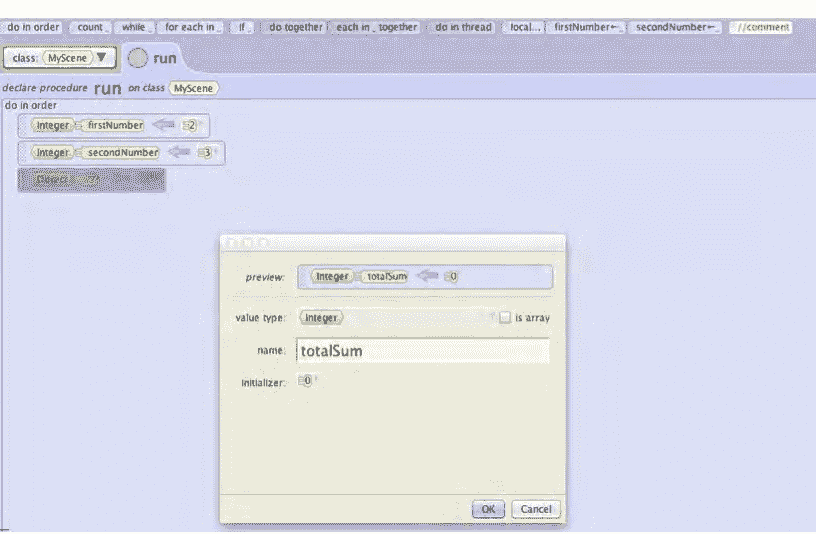 do in order count _ while _ for each in _ if _ do together each in _ together do in thread local... firstNumber←_ secondNumber←_ //comment
class: MyScene ▼ run
declare procedure run on class MyScene
do in order
Integer firstNumber ⇐ 2
Integer secondNumber ⇐ 3
preview: Integer totalSum ⇐ 0
value type: Integer is array
name: totalSum
initializer: 0
OK Cancel